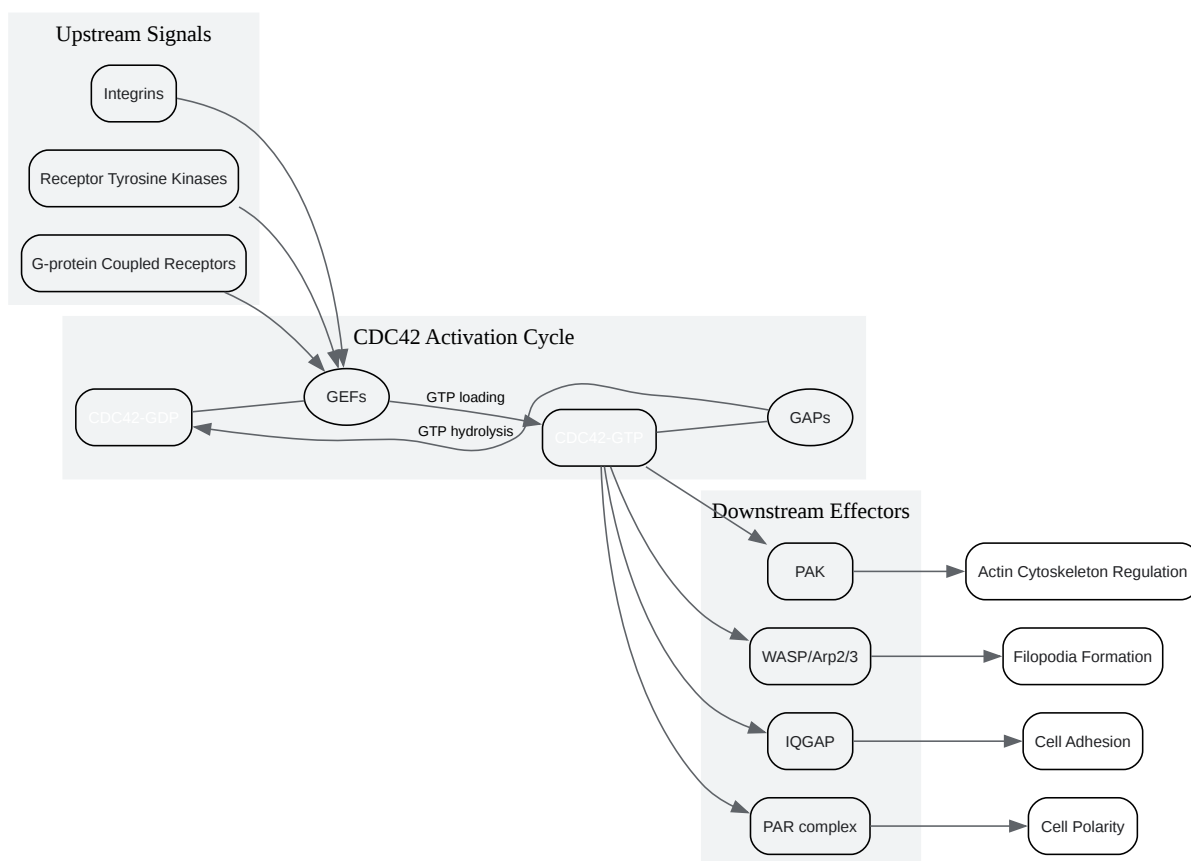 Upstream Signals
Integrins
Receptor Tyrosine Kinases
G-protein Coupled Receptors
CDC42 Activation Cycle
CDC42-GDP
GEFs
GTP loading
GTP hydrolysis
CDC42-GTP
GAPs
Downstream Effectors
PAK
Actin Cytoskeleton Regulation
WASP/Arp2/3
Filopodia Formation
IQGAP
Cell Adhesion
PAR complex
Cell Polarity